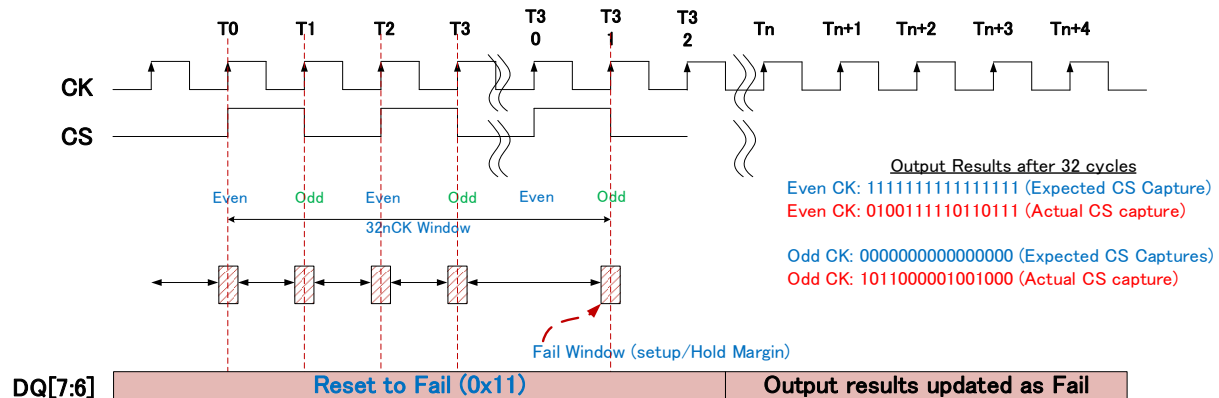 T0 T1 T2 T3 T3 0 T3 1 T3 2 Tn Tn+1 Tn+2 Tn+3 Tn+4
CK
CS
Output Results after 32 cycles
Even CK: 1111111111111111 (Expected CS Capture)
Even CK: 0100111110110111 (Actual CS capture)
Even Odd Even Odd Even Odd
32nCK Window
Odd CK: 0000000000000000 (Expected CS Captures)
Odd CK: 1011000001001000 (Actual CS capture)
Fail Window (setup/Hold Margin)
DQ[7:6] Reset to Fail (0x11) Output results updated as Fail